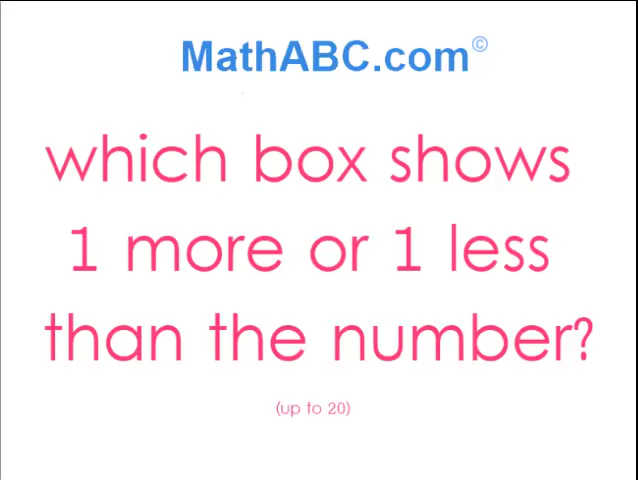 MathABC.com©
which box shows
1 more or 1 less
than the number?
(up to 20)